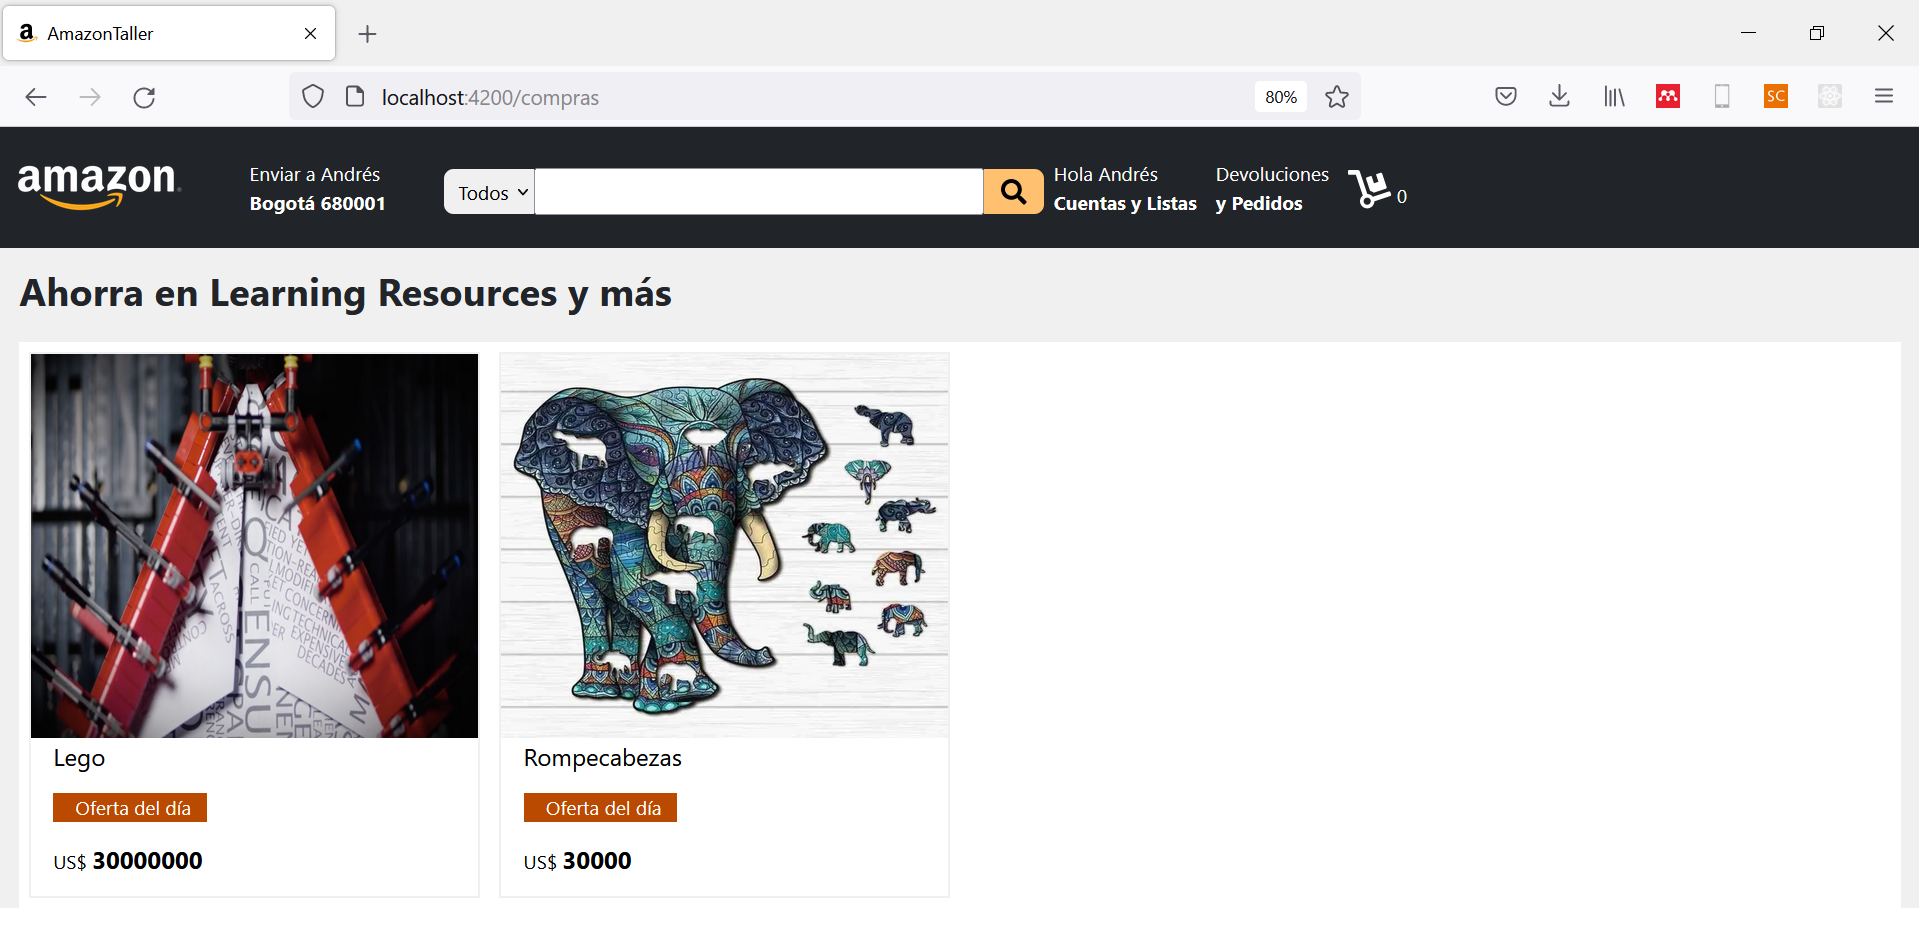 AmazonTaller
localhost:4200/compras
80%
SC
amazon
Enviar a Andrés
Bogotá 680001
Todos
Hola Andrés
Cuentas y Listas
Devoluciones
y Pedidos
0
Ahorra en Learning Resources y más
Lego
Oferta del día
US$ 30000000
Rompecabezas
Oferta del día
US$ 30000